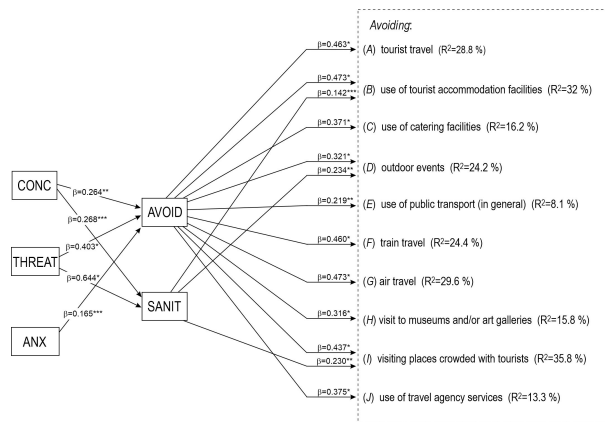 Avoiding:
β=0.463*
(A) tourist travel (R²=28.8 %)
β=0.473*
β=0.142***
(B) use of tourist accommodation facilities (R²=32 %)
β=0.371*
(C) use of catering facilities (R²=16.2 %)
β=0.321*
β=0.234**
(D) outdoor events (R²=24.2 %)
CONC
β=0.264**
AVOID
β=0.219**
(E) use of public transport (in general) (R²=8.1 %)
β=0.268***
β=0.403*
β=0.460*
(F) train travel (R²=24.4 %)
THREAT
β=0.644*
β=0.473*
(G) air travel (R²=29.6 %)
SANIT
β=0.165***
β=0.316*
(H) visit to museums and/or art galleries (R²=15.8 %)
ANX
β=0.437*
β=0.230**
(I) visiting places crowded with tourists (R²=35.8 %)
β=0.375*
(J) use of travel agency services (R²=13.3 %)